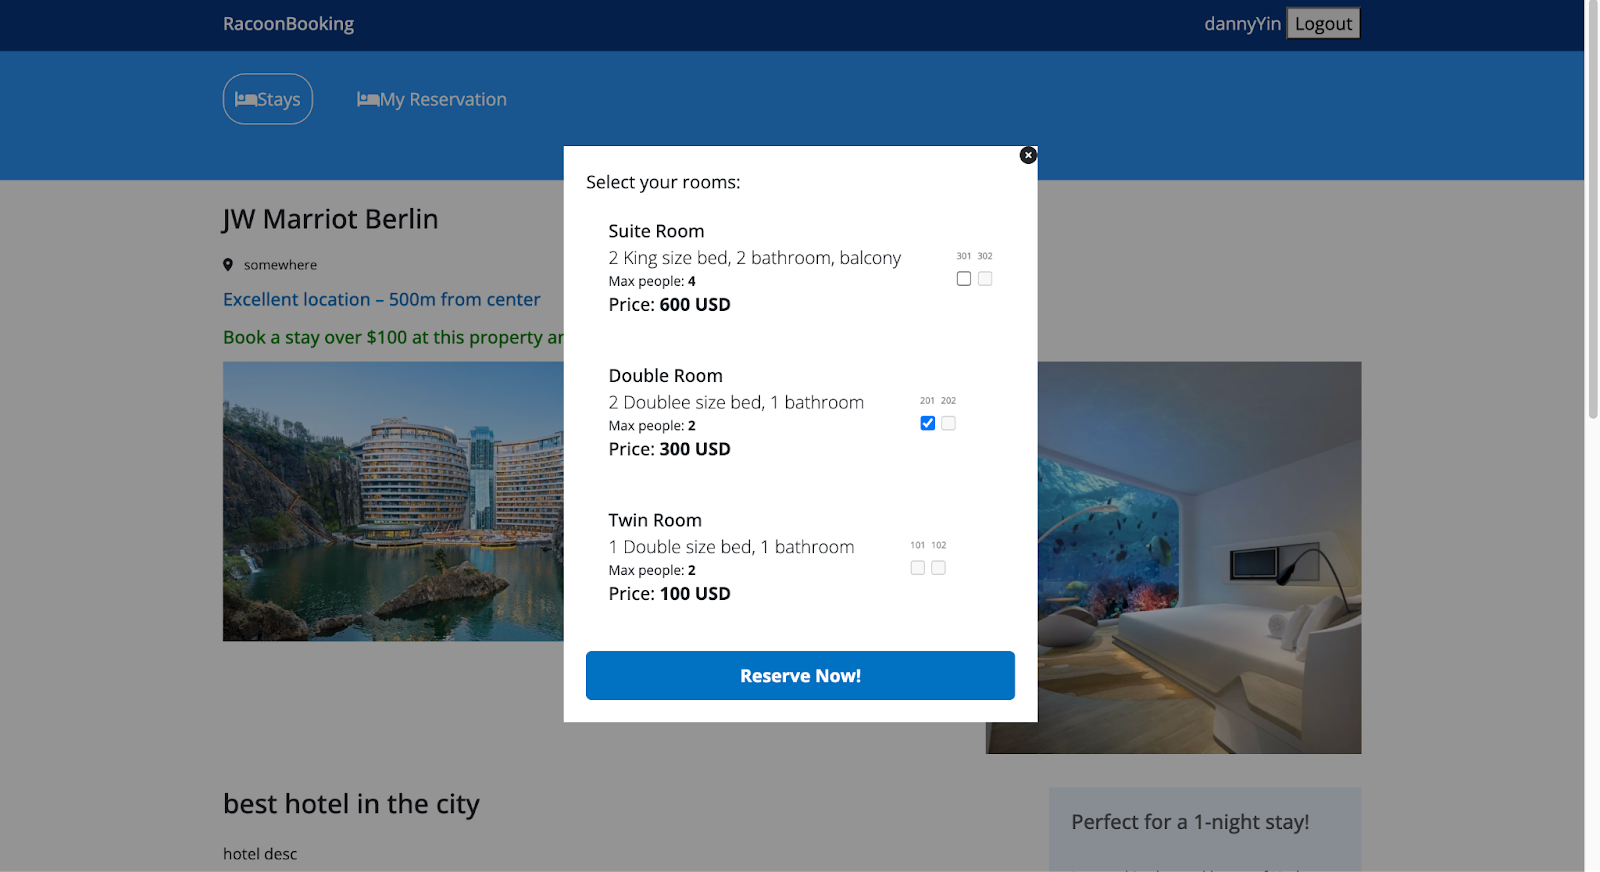 RacoonBooking
dannyYin Logout
Stays My Reservation
Select your rooms:
JW Marriot Berlin
somewhere
Excellent location – 500m from center
Book a stay over $100 at this property
Suite Room
2 King size bed, 2 bathroom, balcony
Max people: 4
Price: 600 USD
301 302
Double Room
2 Doublee size bed, 1 bathroom
Max people: 2
Price: 300 USD
201 202
Twin Room
1 Double size bed, 1 bathroom
Max people: 2
Price: 100 USD
101 102
Reserve Now!
best hotel in the city
hotel desc
Perfect for a 1-night stay!